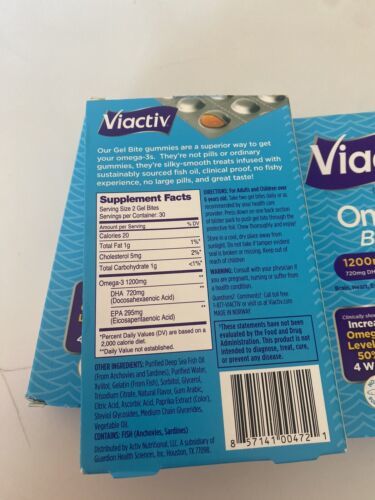 Viactiv
Our Gel Bite gummies are a superior way to get
your omega-3s. They're not pills or ordinary
gummies, they're silky-smooth treats infused with
sustainably sourced fish oil, clinical proof, no fishy
experience, no large pills, and great taste!
Supplement Facts
Serving Size 2 Gel Bites
Servings per Container: 30
Amount per Serving % DV
Calories 20
Total Fat 1g 1%*
Cholesterol 5mg 2%*
Total Carbohydrate 1g <1%*
Omega-3 1200mg **
DHA 720mg **
(Docosahexaenoic Acid)
EPA 295mg **
(Eicosapentaenoic Acid)
*Percent Daily Values (DV) are based on a
2,000 calorie diet.
**Daily Value not established.
OTHER INGREDIENTS: Purified Deep Sea Fish Oil
(From Anchovies and Sardines), Purified Water,
Xylitol, Gelatin (From Fish), Sorbitol, Glycerol,
Trisodium Citrate, Natural Flavor, Gum Arabic,
Citric Acid, Ascorbic Acid, Paprika Extract (Color),
Steviol Glycosides, Medium Chain Glycerides,
Vegetable Oil.
CONTAINS: FISH (Anchovies, Sardines)
Distributed by Activ Nutritional, LLC. A subsidiary of
Guardion Health Sciences, Inc. Houston, TX 77098.
DIRECTIONS: For Adults and Children over
Take two gel bites daily or as
recommended by your health care
provider. Press down on one back section
of blister pack to push gel bite through the
protective foil. Chew thoroughly and enjoy!
Store in a cool, dry place away from
sunlight. Do not take if tamper evident
seal is broken or missing. Keep out of
reach of children
WARNING: Consult with your physician if
you are pregnant, nursing or suffer from
a health condition.
Questions? Comments? Call toll free
1-877-VIACTIV or visit us at Viactiv.com
MADE IN NORWAY
*These statements have not been
evaluated by the Food and Drug
Administration. This product is not
intended to diagnose, treat, cure,
or prevent any disease.
8 57141 00472 1
Viac
Om
B
1200m
720mg DH
Brain, Heart,
Clinically show
Increa
Omeg
Level
50%
4 W
4